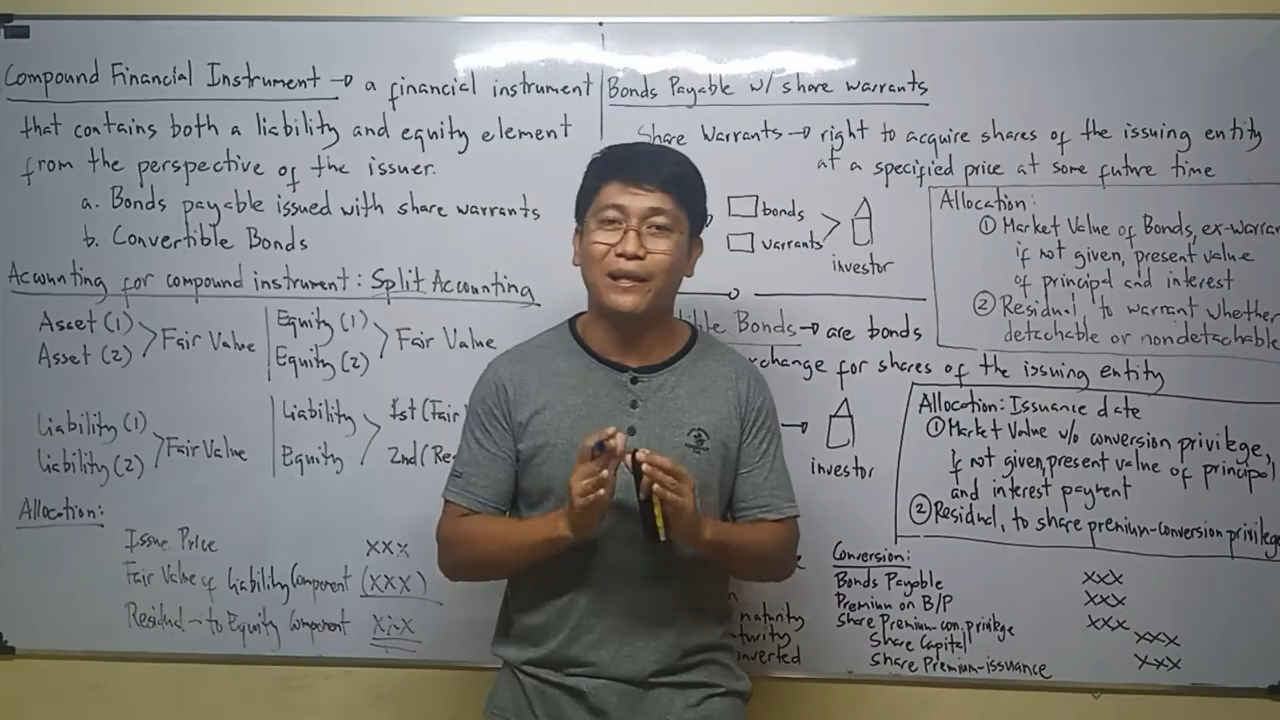 Compound Financial Instrument → a financial instrument
that contains both a liability and equity element
from the perspective of the issuer.
a. Bonds payable issued with share warrants
b. Convertible Bonds
Accounting for compound instrument: Split Accounting
Asset (1)
Asset (2)
> Fair Value
Equity (1)
Equity (2)
> Fair Value
Liability (1)
Liability (2)
> Fair Value
Liability
Equity
> 1st (Fair
2nd (Re
Allocation:
Issue Price XXX
Fair Value of Liability Component (XXX)
Residual - to Equity Component XXX
Bonds Payable w/ share warrants
Share Warrants → right to acquire shares of the issuing entity
at a specified price at some future time
bonds
warrants
> investor
Allocation:
① Market Value of Bonds, ex-warran
if not given, present value
of principal and interest
② Residual to warrant whether
detachable or nondetachable
ible Bonds → are bonds
change for shares of the issuing entity
→ investor
Allocation: Issuance date
① Market Value w/o conversion privilege,
if not given, present value of principal
and interest payment
② Residual, to share premium-conversion privilege
maturity
turity
nverted
Conversion:
Bonds Payable XXX
Premium on B/P XXX
Share Premium-con. privilege XXX
Share Capital XXX
Share Premium-issuance XXX